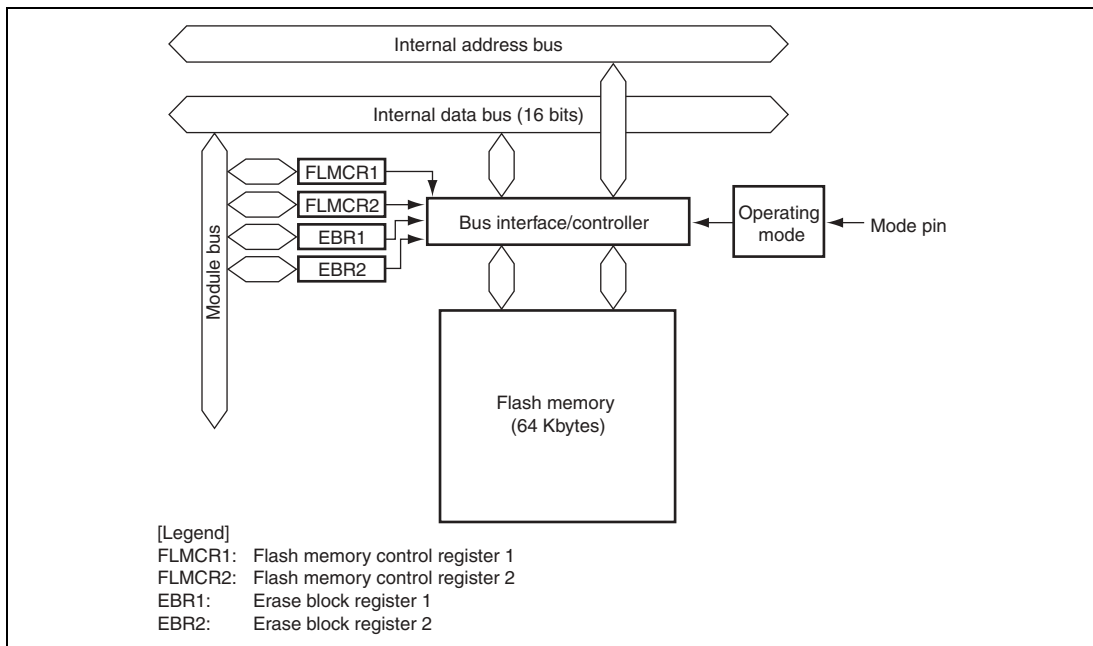 Internal address bus
Internal data bus (16 bits)
Module bus
FLMCR1
FLMCR2
EBR1
EBR2
Bus interface/controller
Operating
mode
Mode pin
Flash memory
(64 Kbytes)
[Legend]
FLMCR1: Flash memory control register 1
FLMCR2: Flash memory control register 2
EBR1: Erase block register 1
EBR2: Erase block register 2